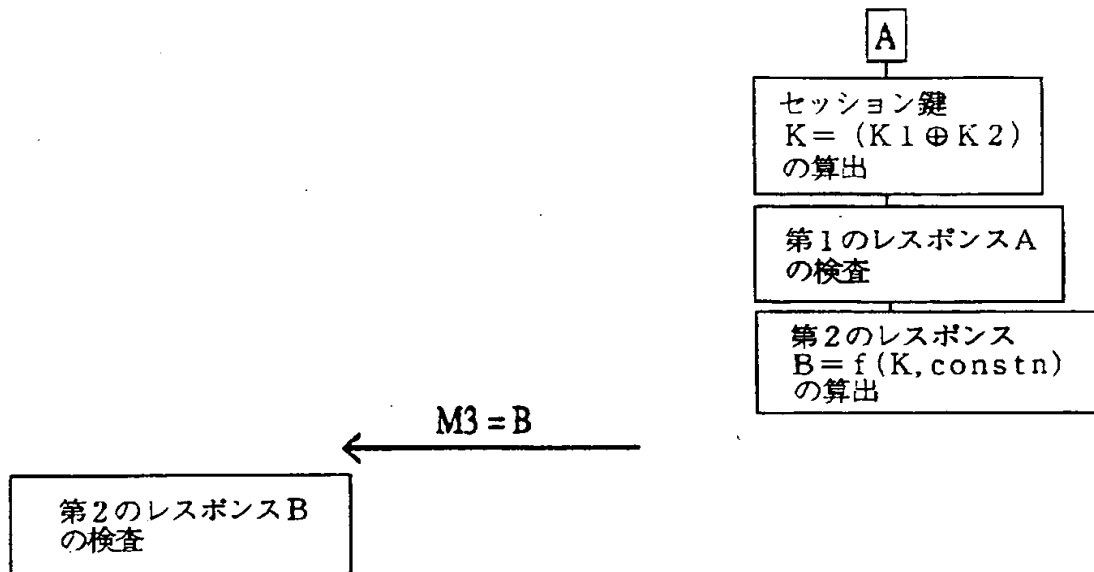 A
セッション鍵
K=(K1⊕K2)
の算出
第1のレスポンスA
の検査
第2のレスポンス
B=f(K,constn)
の算出
M3=B
第2のレスポンスB
の検査